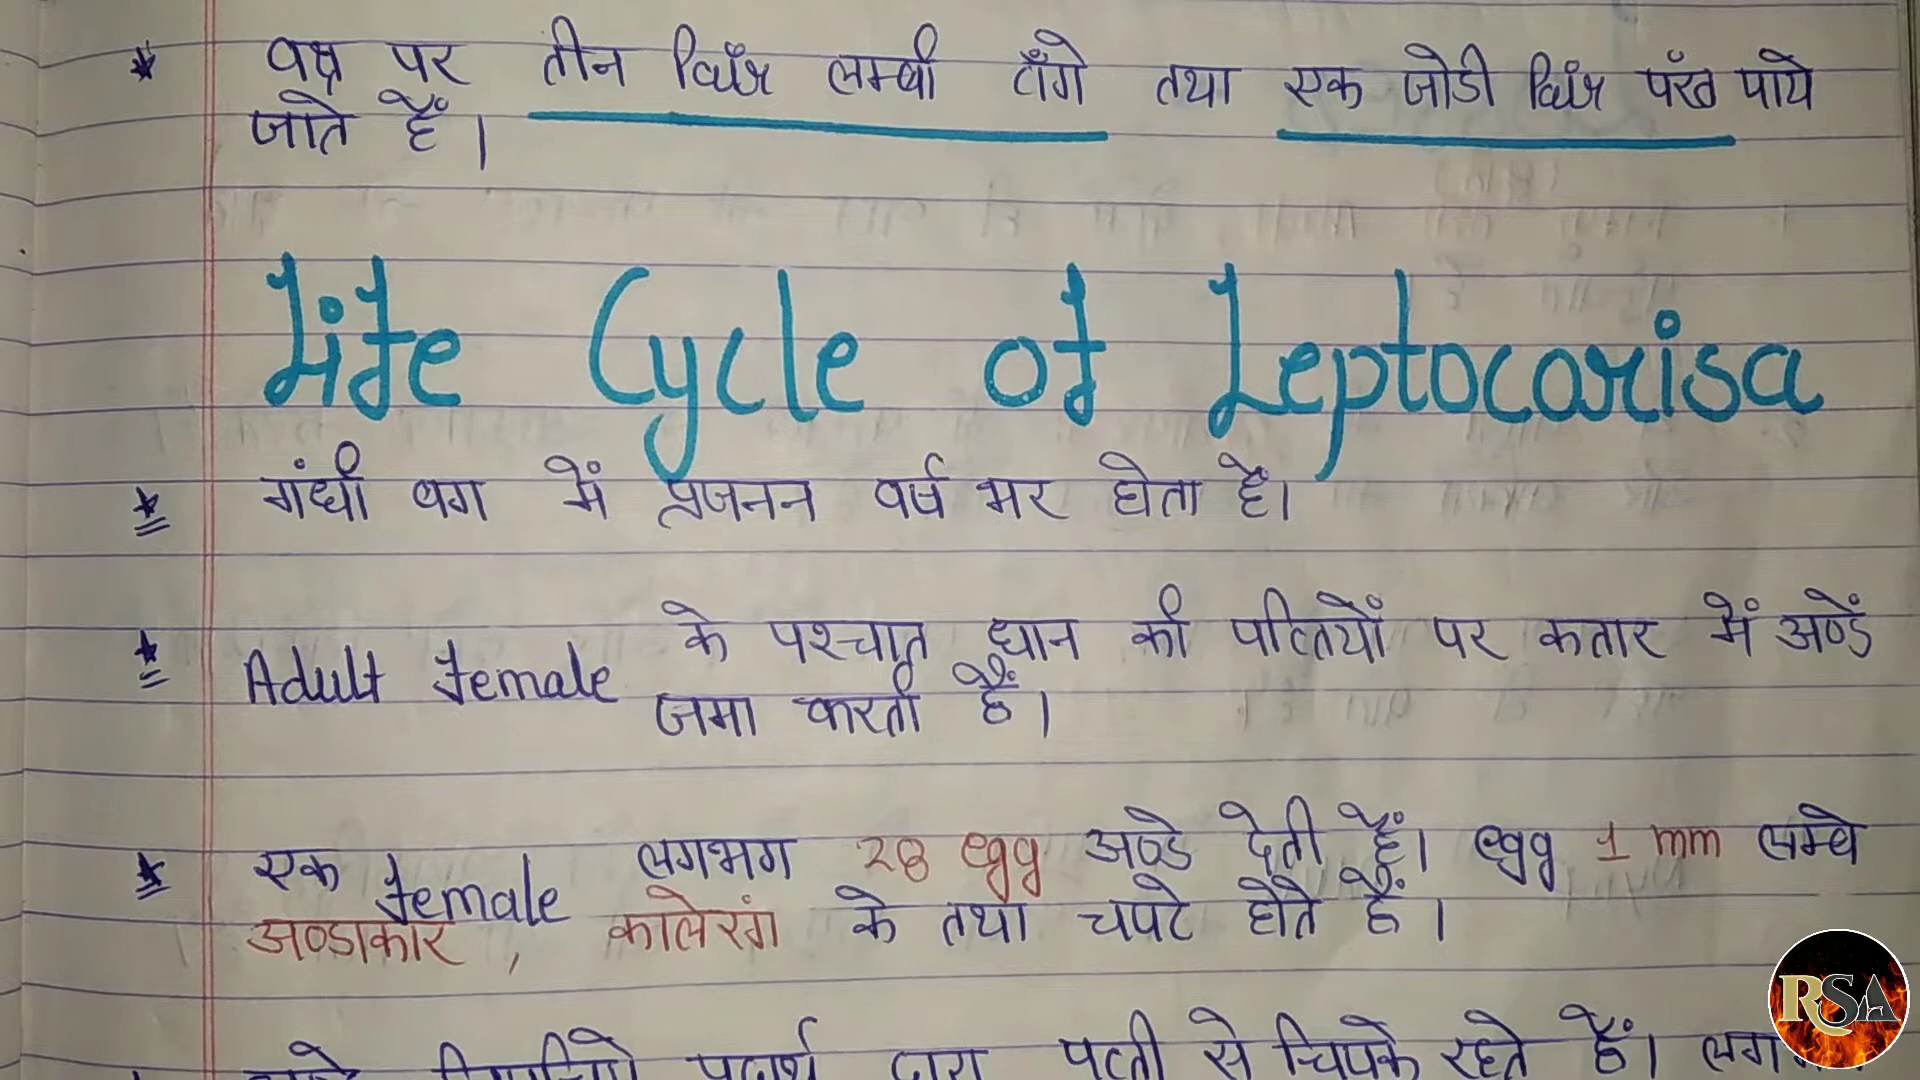 * वक्ष पर तीन लम्बी टाँगे तथा एक जोडी पँख पाये
जाते हैं।
Life Cycle of Leptocorisa
* गंधी बग में प्रजनन वर्ष भर होता है।
* Adult female के पश्चात धान की पत्तियों पर कतार में अण्डें
जमा करती हैं।
* एक female लगभग 28 egg अण्डे देती हैं। egg 1 mm लम्बे
अण्डाकार, कालेरंग के तथा चपटे होते हैं।
पदार्थ द्वारा पत्ती से चिपके रहते हैं।
RSA